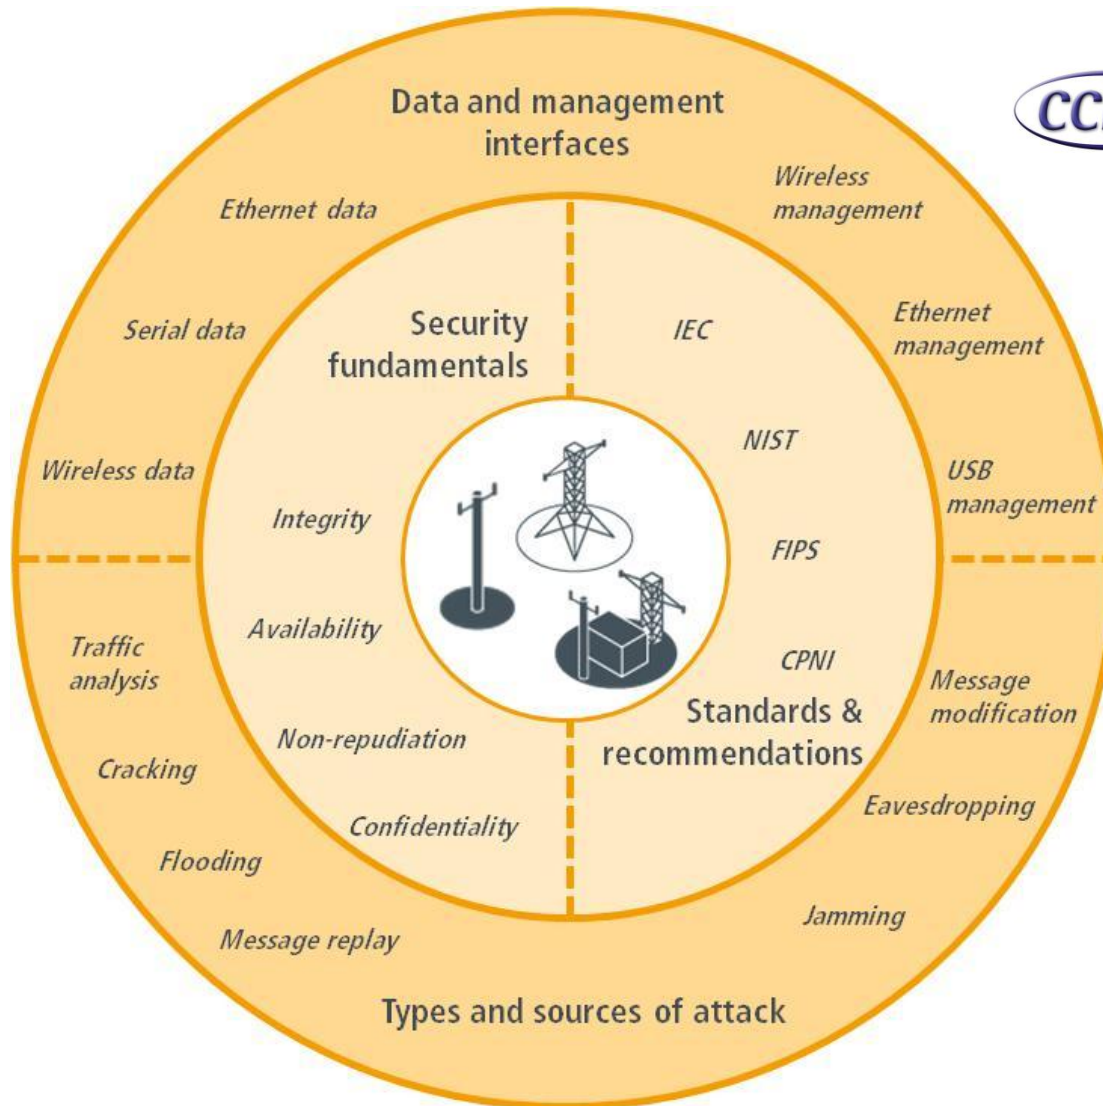 Data and management
interfaces
Ethernet data
Serial data
Wireless data
Wireless
management
Ethernet
management
USB
management
Security
fundamentals
Integrity
Availability
Non-repudiation
Confidentiality
IEC
NIST
FIPS
CPNI
Standards &
recommendations
Traffic
analysis
Cracking
Flooding
Message replay
Message
modification
Eavesdropping
Jamming
Types and sources of attack